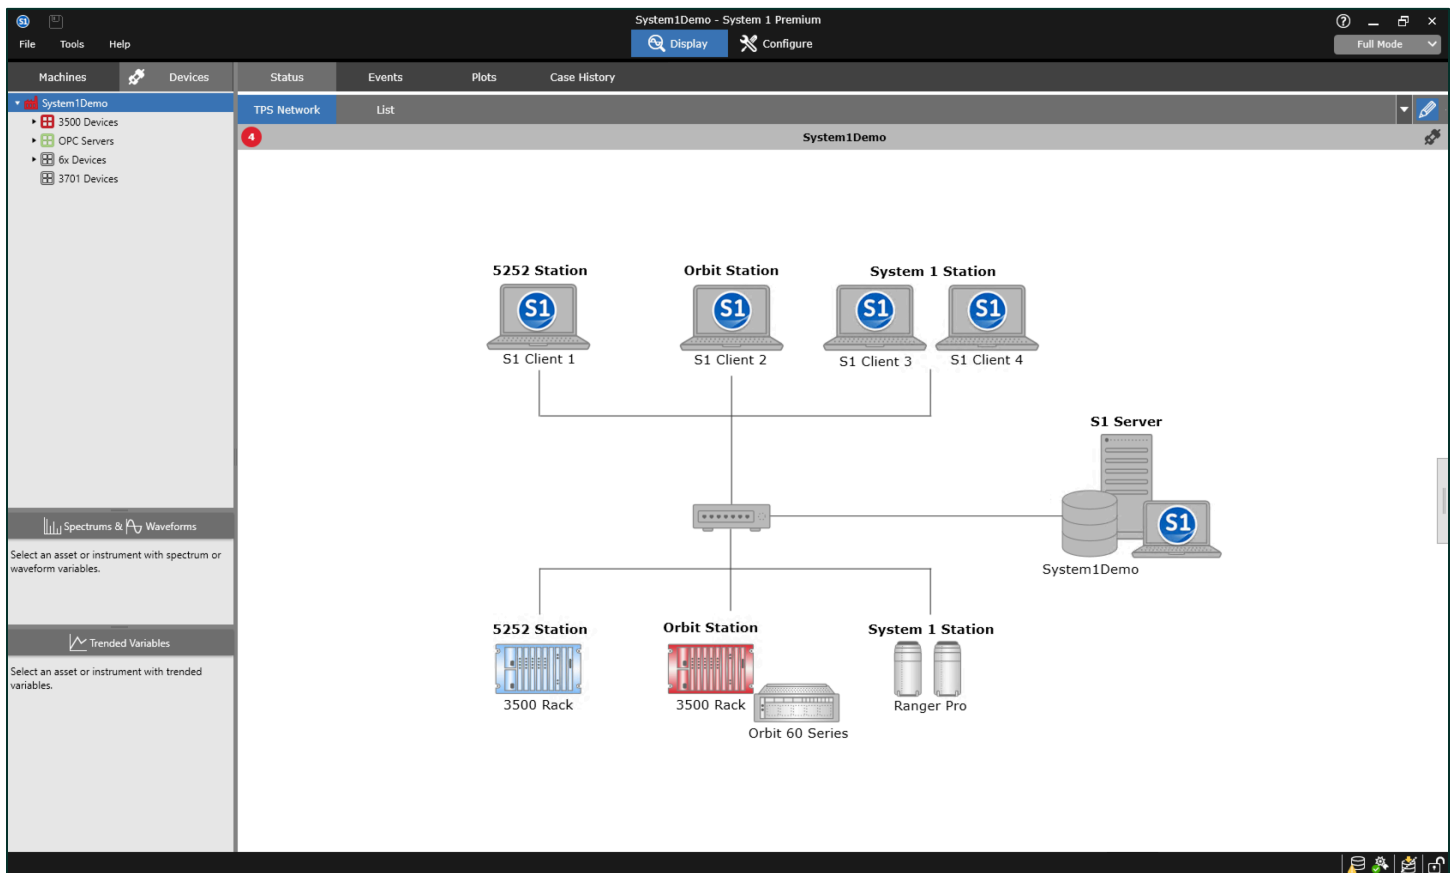 S1
System1Demo - System 1 Premium
File Tools Help
Display Configure
Full Mode
Machines Devices
Status Events Plots Case History
System1Demo
3500 Devices
OPC Servers
6x Devices
3701 Devices
TPS Network List
4 System1Demo
5252 Station Orbit Station System 1 Station
S1 S1 S1 S1
S1 Client 1 S1 Client 2 S1 Client 3 S1 Client 4
S1 Server
S1
System1Demo
5252 Station Orbit Station System 1 Station
3500 Rack 3500 Rack Ranger Pro
Orbit 60 Series
Spectrums & Waveforms
Select an asset or instrument with spectrum or
waveform variables.
Trended Variables
Select an asset or instrument with trended
variables.